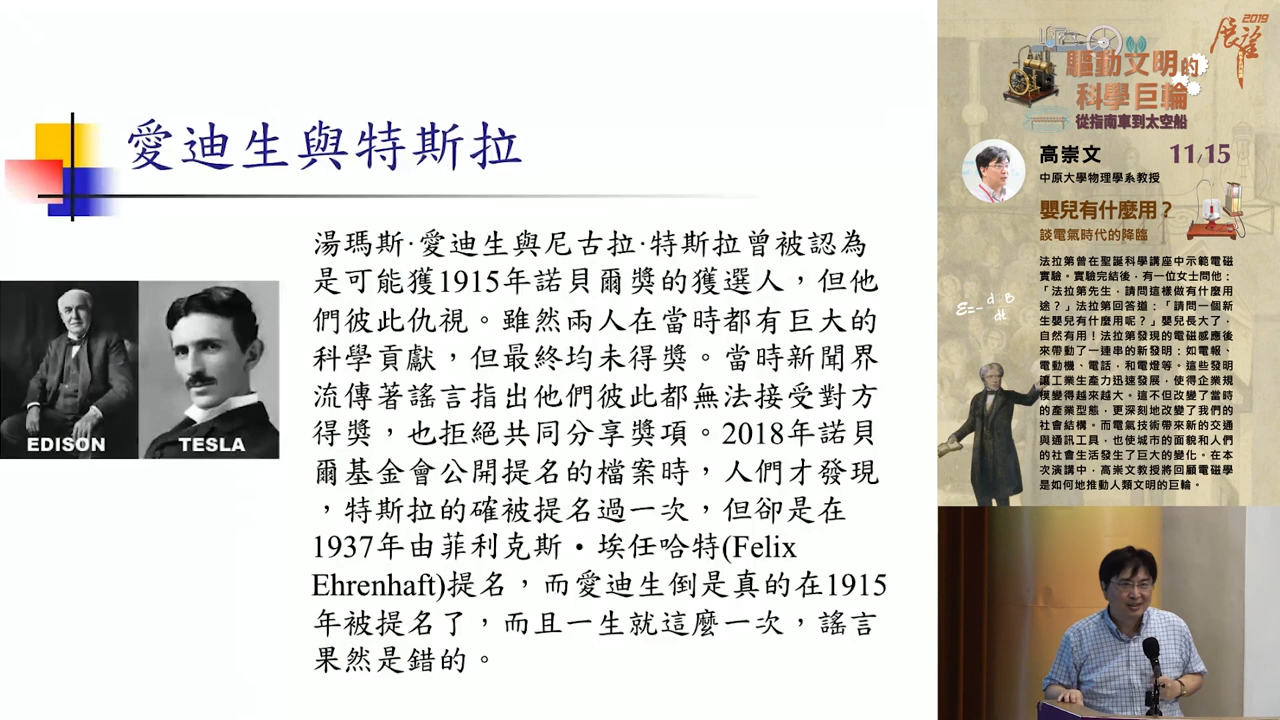 愛迪生與特斯拉
湯瑪斯·愛迪生與尼古拉·特斯拉曾被認為
是可能獲1915年諾貝爾獎的獲選人，但他
們彼此仇視。雖然兩人在當時都有巨大的
科學貢獻，但最終均未得獎。當時新聞界
流傳著謠言指出他們彼此都無法接受對方
得獎，也拒絕共同分享獎項。2018年諾貝
爾基金會公開提名的檔案時，人們才發現
，特斯拉的確被提名過一次，但卻是在
1937年由菲利克斯・埃任哈特(Felix
Ehrenhaft)提名，而愛迪生倒是真的在1915
年被提名了，而且一生就這麼一次，謠言
果然是錯的。
EDISON
TESLA
2019
展望
驅動文明的
科學巨輪
從指南車到太空船
高崇文 11/15
中原大學物理學系教授
嬰兒有什麼用？
談電氣時代的降臨
法拉第曾在聖誕科學講座中示範電磁
實驗。實驗完結後，有一位女士問他：
「法拉第先生，請問這樣做有什麼用
途？」法拉第回答道：「請問一個新
生嬰兒有什麼用呢？」嬰兒長大了，
自然有用！法拉第發現的電磁感應後
來帶動了一連串的新發明：如電報、
電動機、電話，和電燈等。這些發明
讓工業生產力迅速發展，使得企業規
模變得越來越大。這不但改變了當時
的產業型態，更深刻地改變了我們的
社會結構。而電氣技術帶來新的交通
與通訊工具，也使城市的面貌和人們
的社會生活發生了巨大的變化。在本
次演講中，高崇文教授將回顧電磁學
是如何地推動人類文明的巨輪。